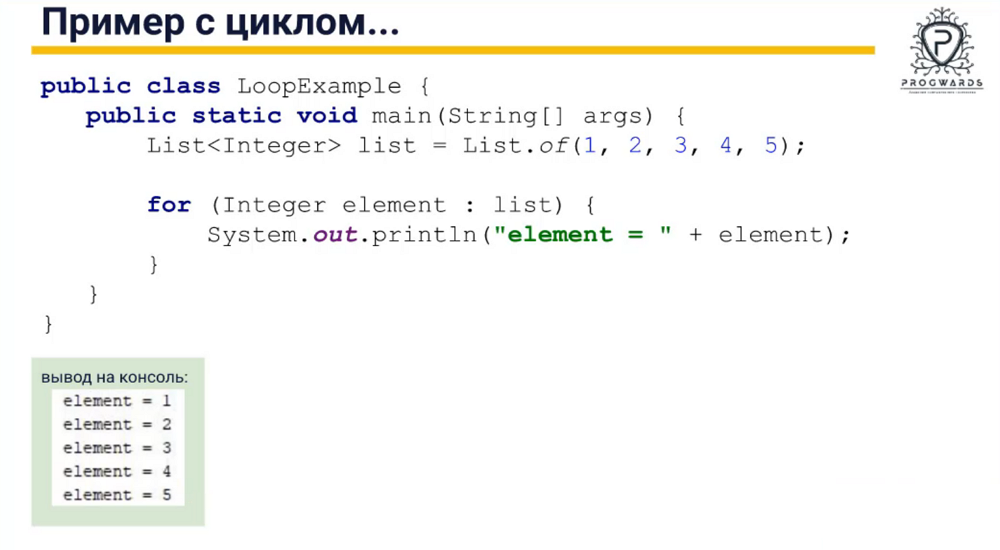 Пример с циклом...
PROGWARDS
public class LoopExample {
public static void main(String[] args) {
List<Integer> list = List.of(1, 2, 3, 4, 5);
for (Integer element : list) {
System.out.println("element = " + element);
}
}
}
вывод на консоль:
element = 1
element = 2
element = 3
element = 4
element = 5